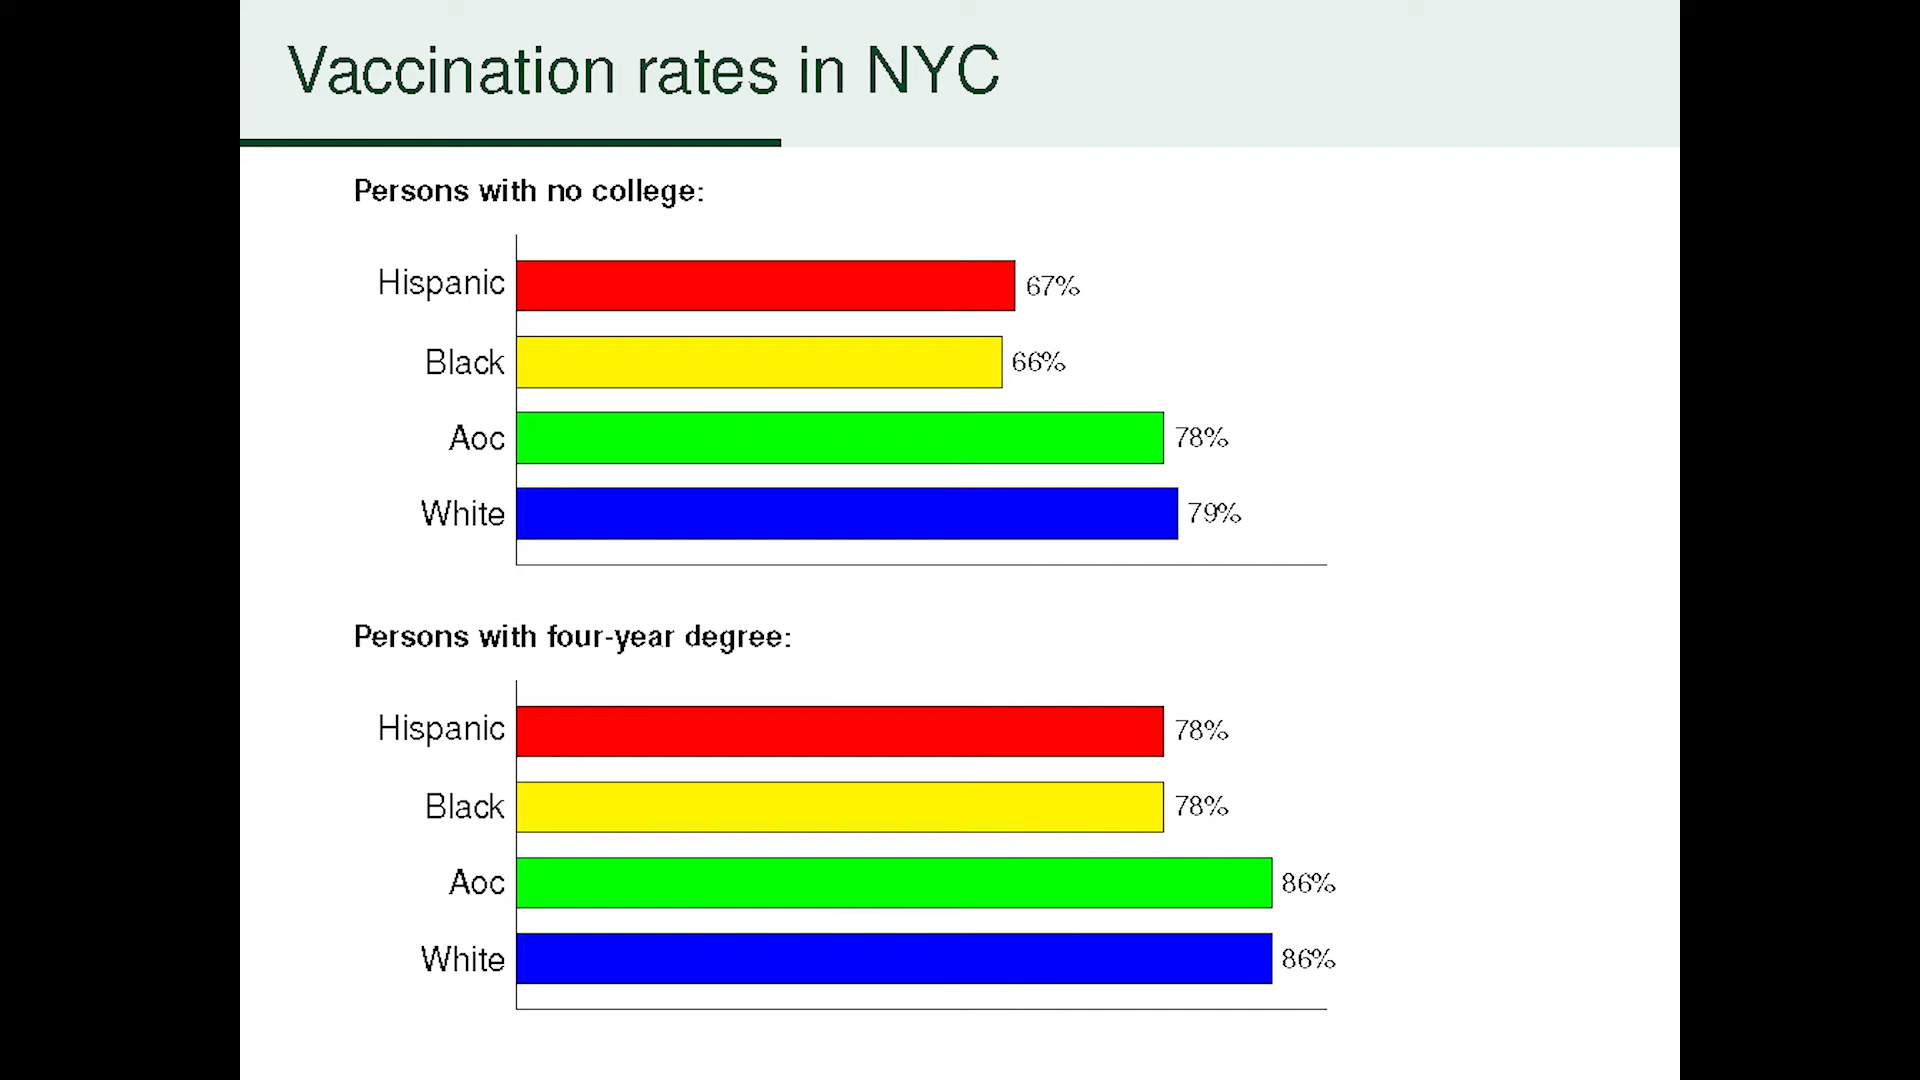 Vaccination rates in NYC
Persons with no college:
Hispanic 67%
Black 66%
Aoc 78%
White 79%
Persons with four-year degree:
Hispanic 78%
Black 78%
Aoc 86%
White 86%